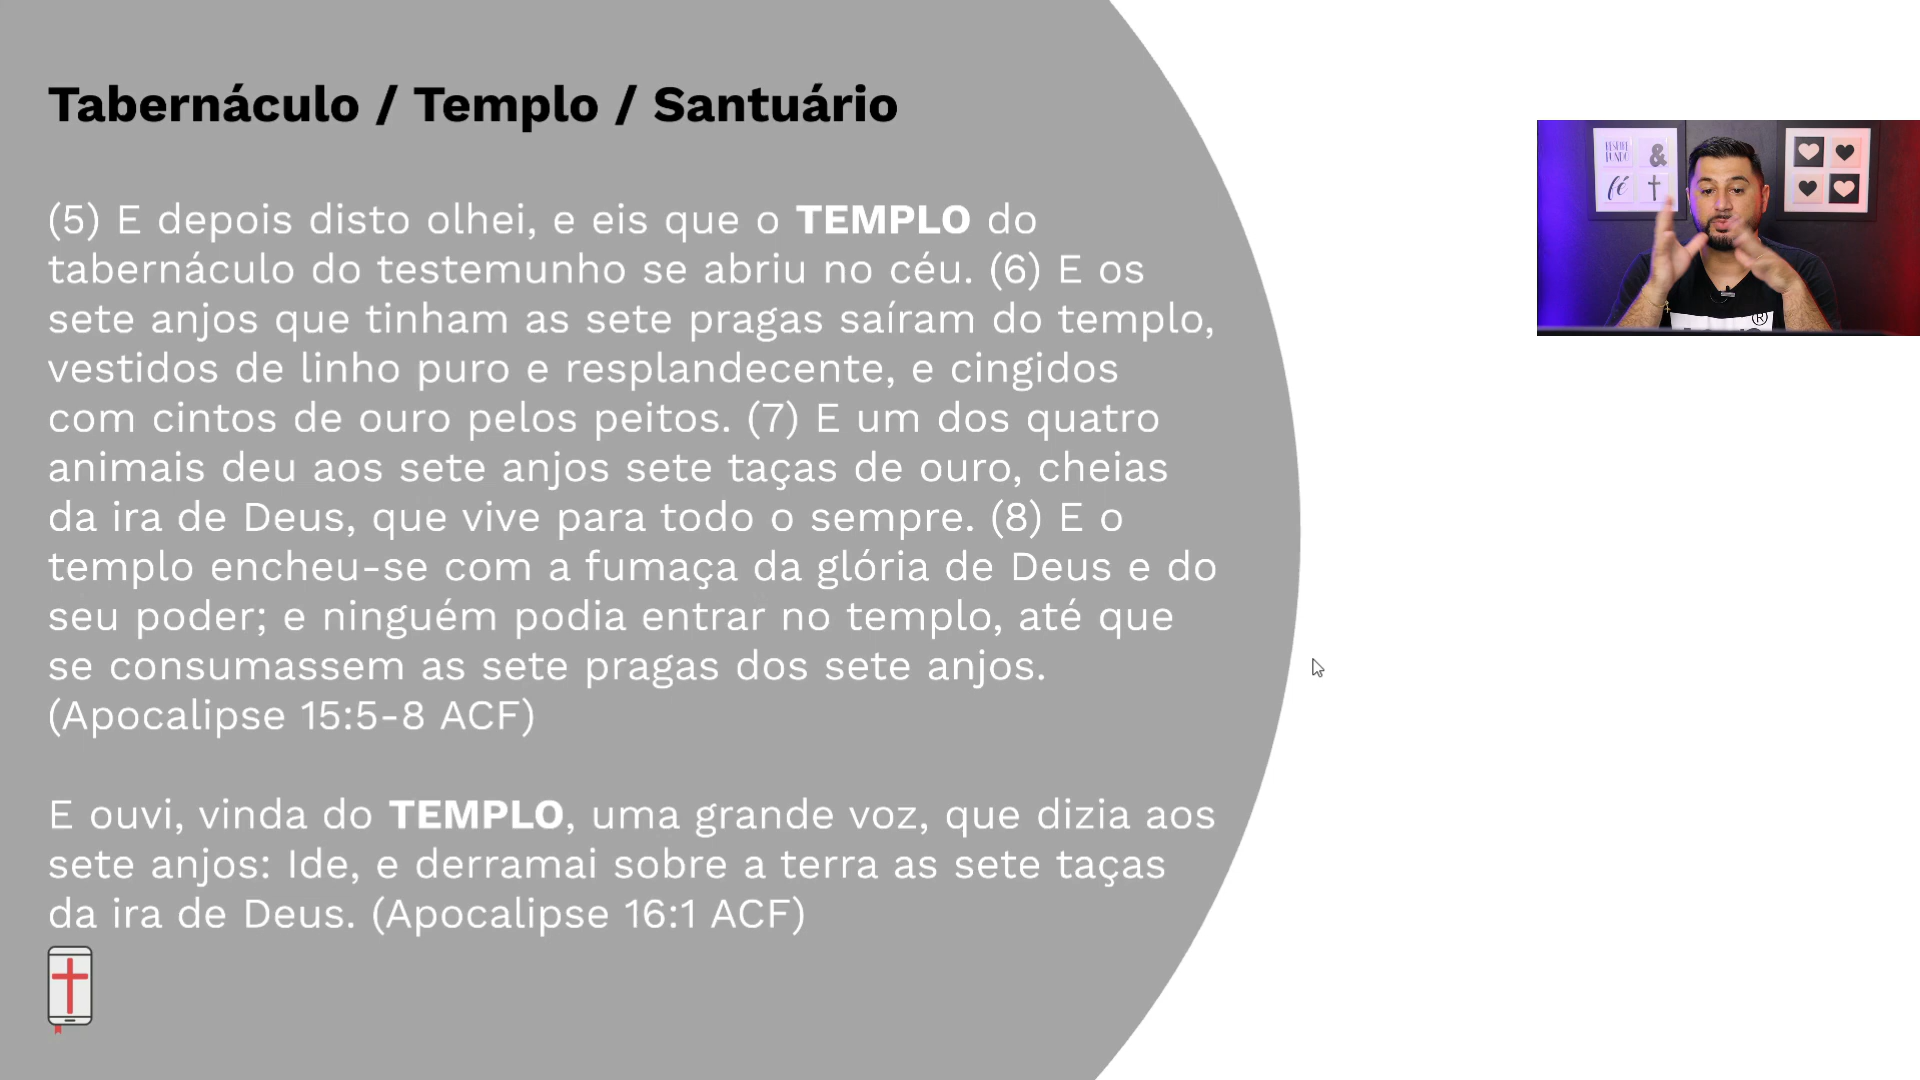 Tabernáculo / Templo / Santuário
(5) E depois disto olhei, e eis que o TEMPLO do
tabernáculo do testemunho se abriu no céu. (6) E os
sete anjos que tinham as sete pragas saíram do templo,
vestidos de linho puro e resplandecente, e cingidos
com cintos de ouro pelos peitos. (7) E um dos quatro
animais deu aos sete anjos sete taças de ouro, cheias
da ira de Deus, que vive para todo o sempre. (8) E o
templo encheu-se com a fumaça da glória de Deus e do
seu poder; e ninguém podia entrar no templo, até que
se consumassem as sete pragas dos sete anjos.
(Apocalipse 15:5-8 ACF)
E ouvi, vinda do TEMPLO, uma grande voz, que dizia aos
sete anjos: Ide, e derramai sobre a terra as sete taças
da ira de Deus. (Apocalipse 16:1 ACF)
&
fé
®